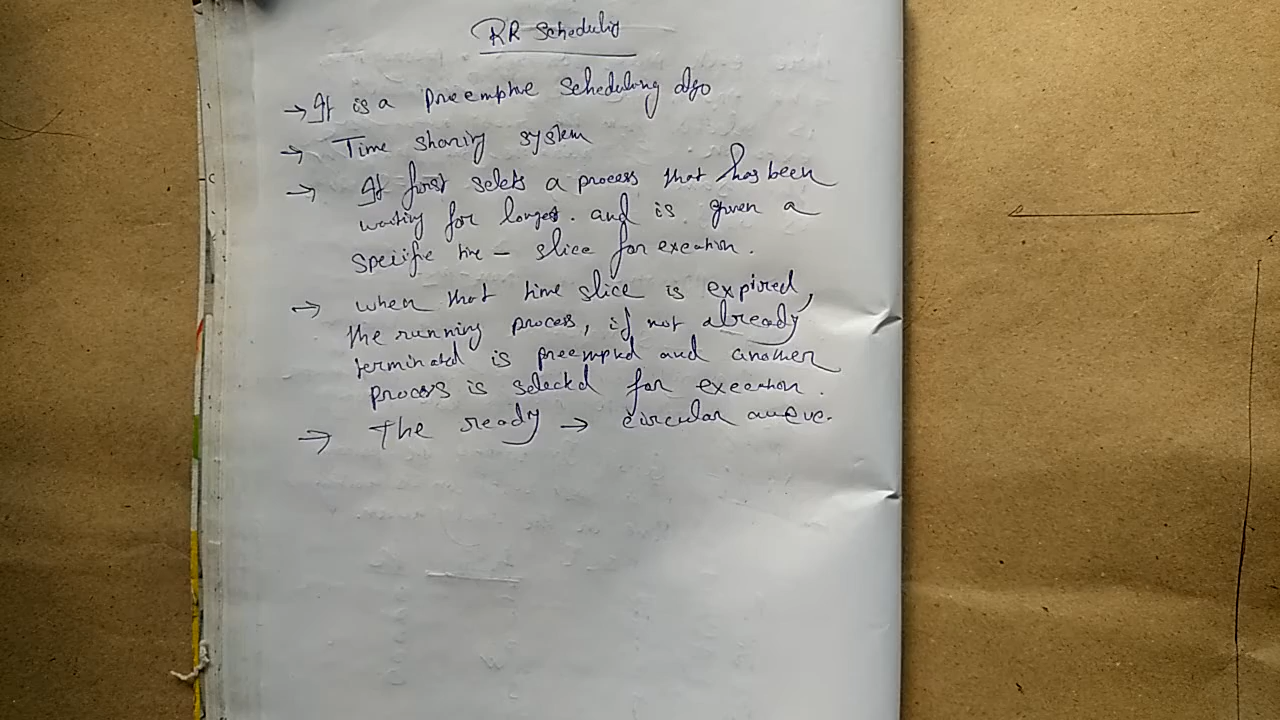 RR Scheduling
→ It is a Preemptive Scheduling algo
→ Time sharing system
→ It first selets a process that has been
waiting for longest. and is given a
specific time - slice for execution.
→ when that time slice is expired,
the running process, if not already
terminated is preempted and another
process is selected for execution.
→ The ready → circular queue.